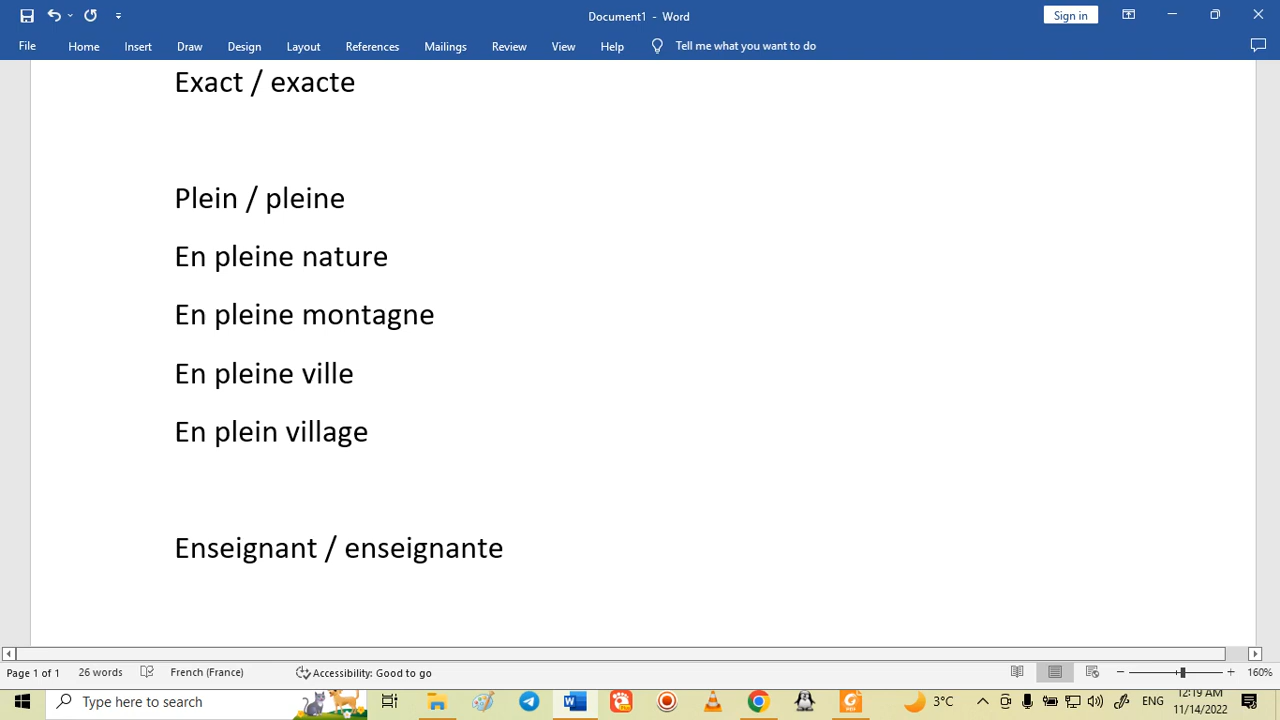 Document1 - Word
Sign in
File Home Insert Draw Design Layout References Mailings Review View Help Tell me what you want to do
Exact / exacte
Plein / pleine
En pleine nature
En pleine montagne
En pleine ville
En plein village
Enseignant / enseignante
Page 1 of 1 26 words French (France) Accessibility: Good to go 160%
Type here to search 3°C ENG 12:19 AM
11/14/2022